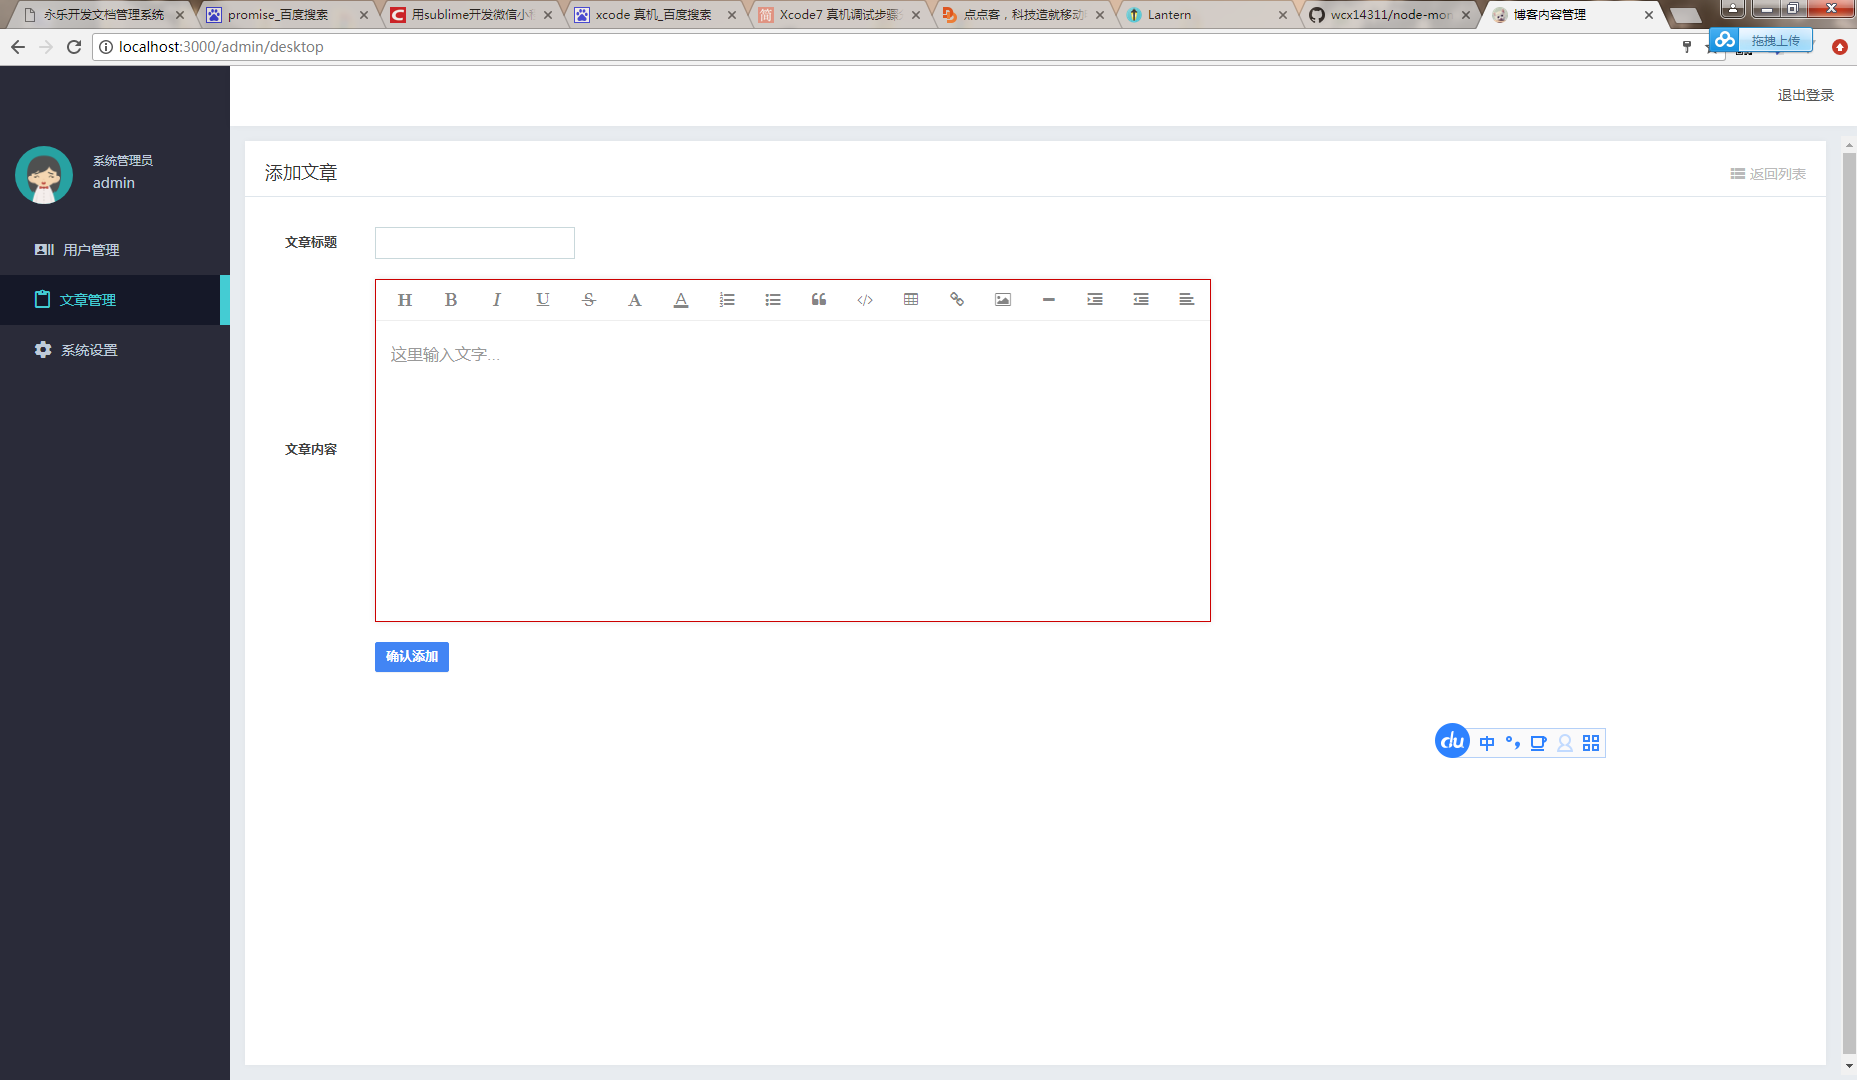 永乐开发文档管理系统
promise_百度搜索
用sublime开发微信小
xcode 真机_百度搜索
Xcode7 真机调试步骤
点点客，科技造就移动
Lantern
wcx14311/node-mon
博客内容管理
localhost:3000/admin/desktop
拖拽上传
退出登录
系统管理员
admin
用户管理
文章管理
系统设置
添加文章
返回列表
文章标题
H B I U S A A
这里输入文字...
文章内容
确认添加
du 中